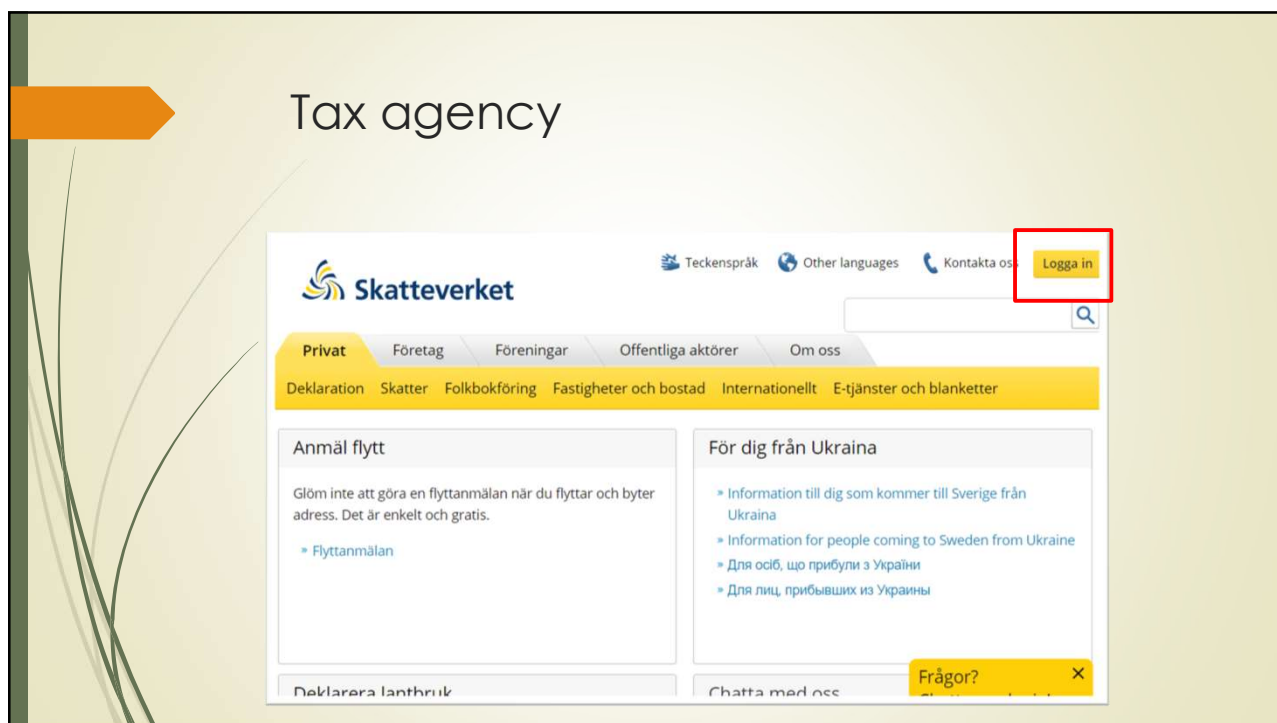 Tax agency
Teckenspråk Other languages Kontakta oss Logga in
Skatteverket
Privat Företag Föreningar Offentliga aktörer Om oss
Deklaration Skatter Folkbokföring Fastigheter och bostad Internationellt E-tjänster och blanketter
Anmäl flytt
Glöm inte att göra en flyttanmälan när du flyttar och byter
adress. Det är enkelt och gratis.
» Flyttanmälan
För dig från Ukraina
» Information till dig som kommer till Sverige från
Ukraina
» Information for people coming to Sweden from Ukraine
» Для осіб, що прибули з України
» Для лиц, прибывших из Украины
Deklarera lantbruk
Chatta med oss
Frågor?